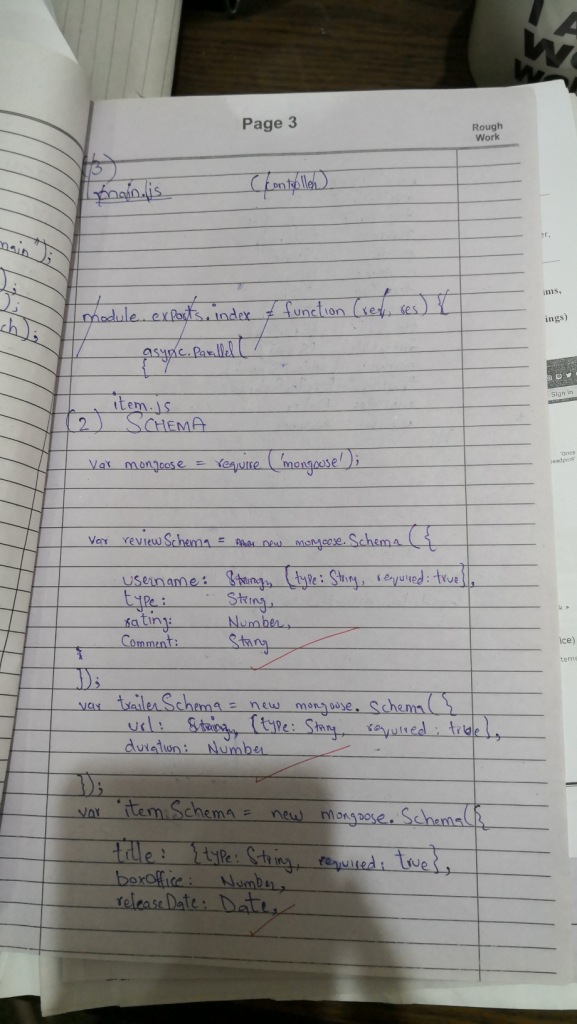 I A
WO
WO
Page 3
Rough
Work
(3)
main.js (Controller)
main");
);
);
ch);
module.exports.index = function (req, res) {
async.Parallel(
{
item.js
(2) SCHEMA
var mongoose = require ('mongoose');
var reviewSchema = new mongoose.Schema ({
username: String, {type: String, required: true},
type: String,
rating: Number,
Comment: String
}
});
var trailerSchema = new mongoose. Schema ({
url: String, {type: String, required: true},
duration: Number
});
var itemSchema = new mongoose. Schema({
title: {type: String, required: true},
boxOffice: Number,
releaseDate: Date,
er,
ims,
ings)
Sign in
ice)